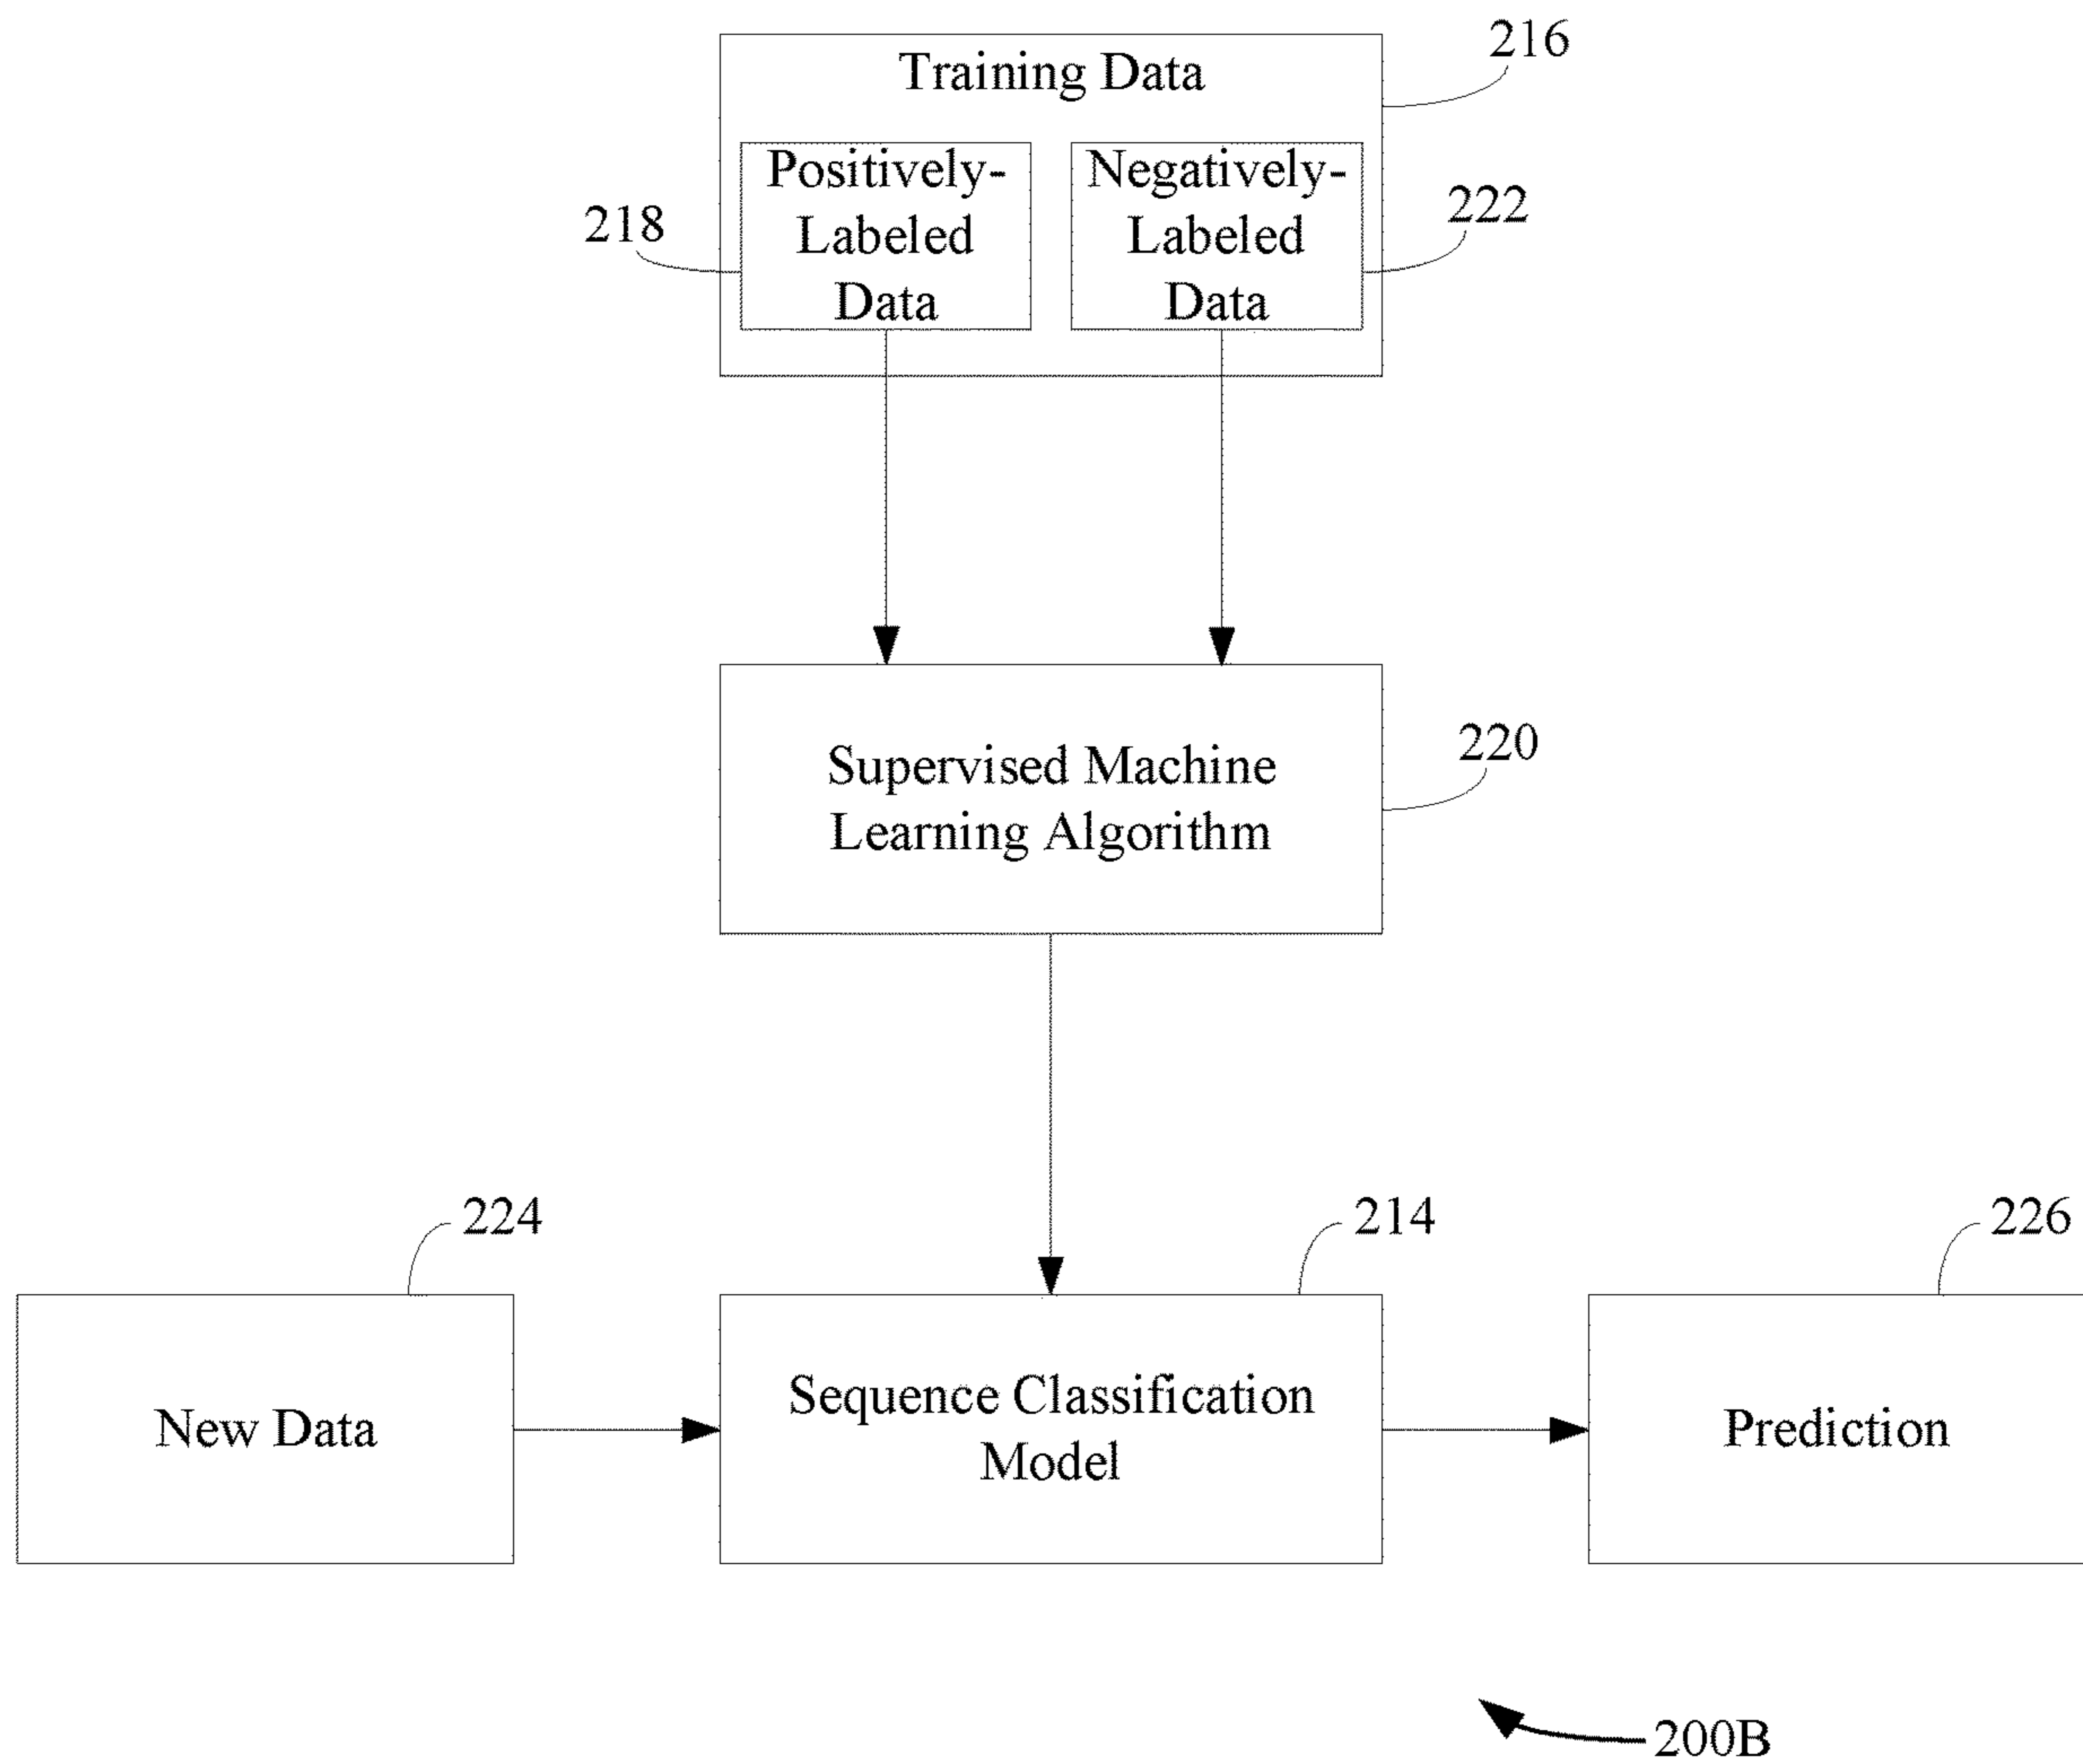 216
Training Data
Positively-
Labeled
Data
Negatively-
Labeled
Data
218
222
Supervised Machine
Learning Algorithm
220
224
214
226
New Data
Sequence Classification
Model
Prediction
200B